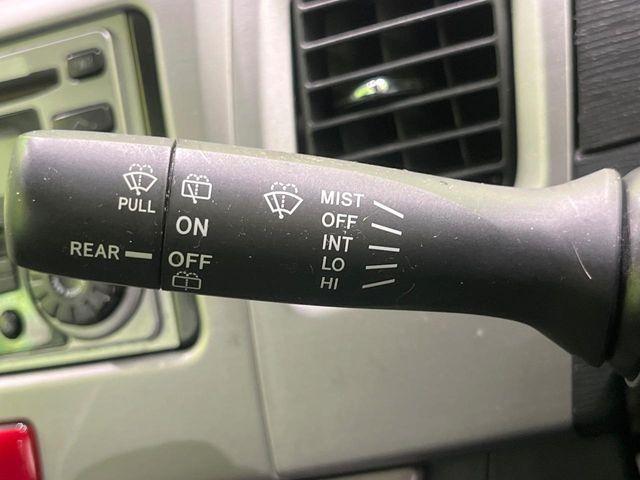 PULL
REAR
ON
OFF
MIST
OFF
INT
LO
HI